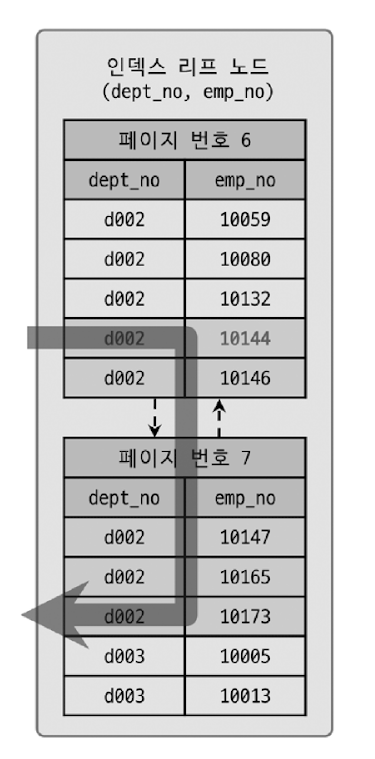 인덱스 리프 노드
(dept_no, emp_no)
페이지 번호 6
dept_no emp_no
d002 10059
d002 10080
d002 10132
d002 10144
d002 10146
페이지 번호 7
dept_no emp_no
d002 10147
d002 10165
d002 10173
d003 10005
d003 10013